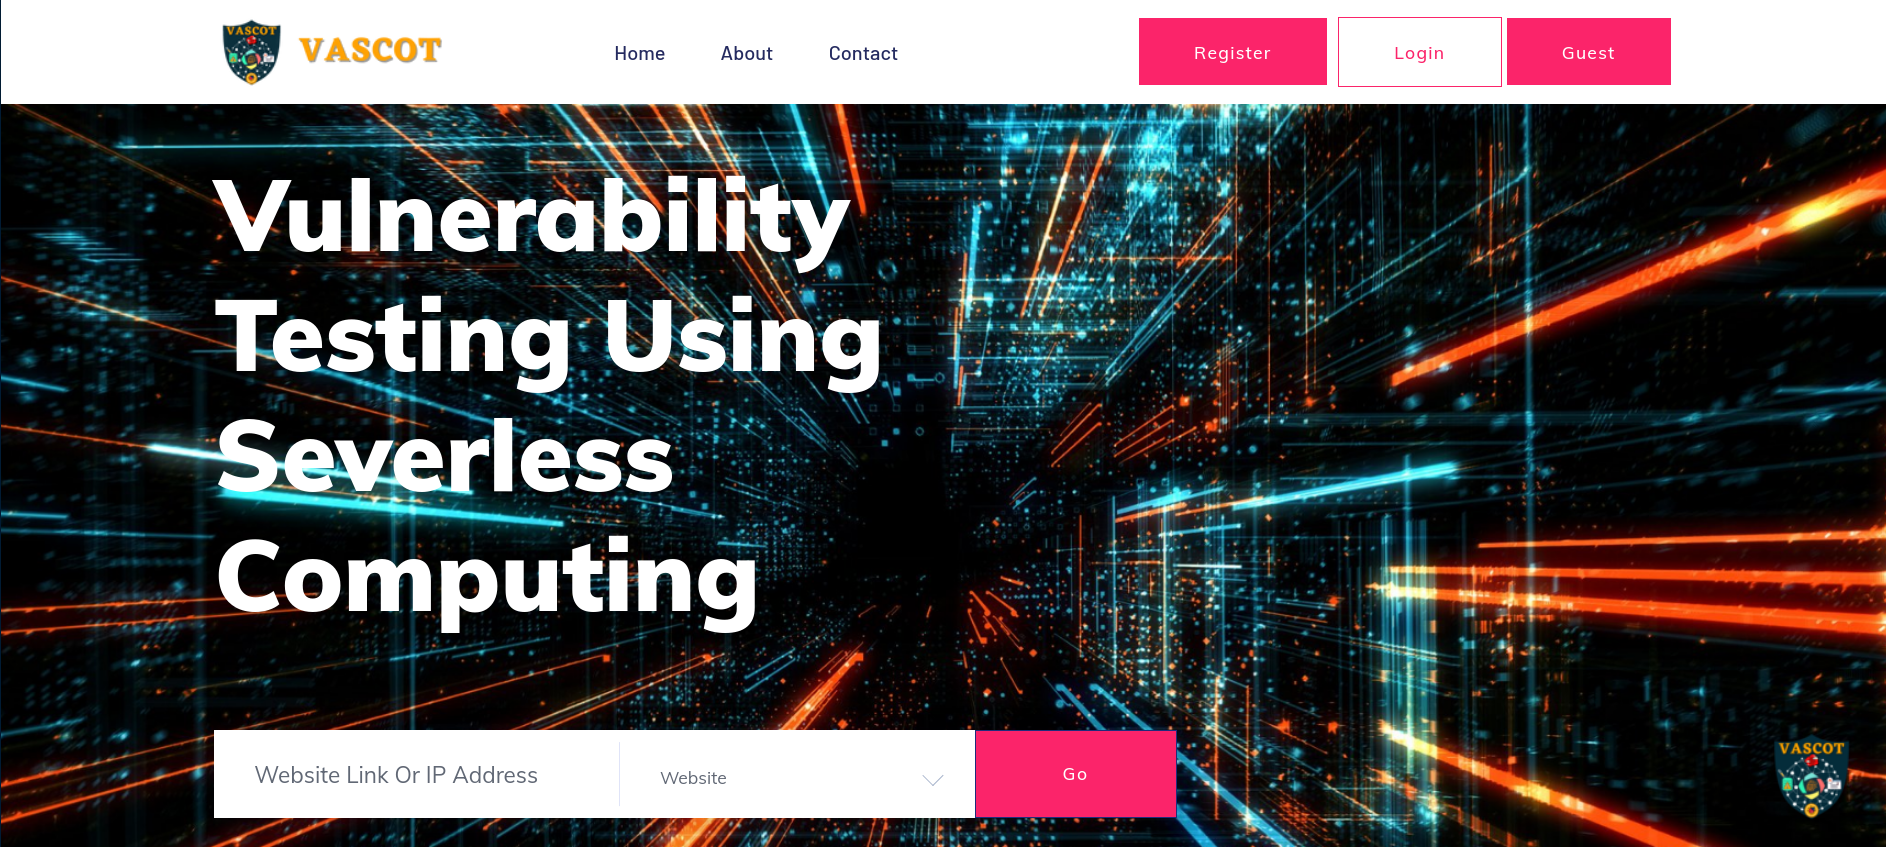 VASCOT
VASCOT
Home
About
Contact
Register
Login
Guest
Vulnerability
Testing Using
Severless
Computing
Website Link Or IP Address
Website
Go
VASCOT